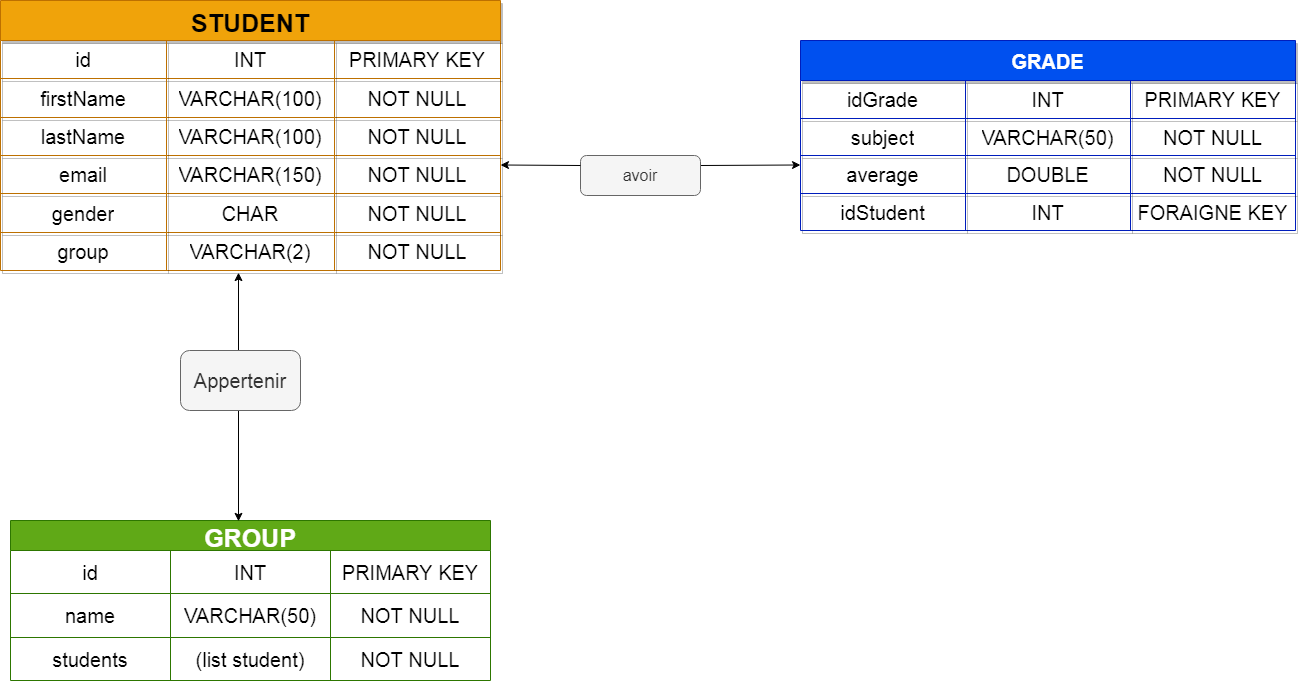 STUDENT
id INT PRIMARY KEY
firstName VARCHAR(100) NOT NULL
lastName VARCHAR(100) NOT NULL
email VARCHAR(150) NOT NULL
gender CHAR NOT NULL
group VARCHAR(2) NOT NULL
avoir
GRADE
idGrade INT PRIMARY KEY
subject VARCHAR(50) NOT NULL
average DOUBLE NOT NULL
idStudent INT FORAIGNE KEY
Appertenir
GROUP
id INT PRIMARY KEY
name VARCHAR(50) NOT NULL
students (list student) NOT NULL